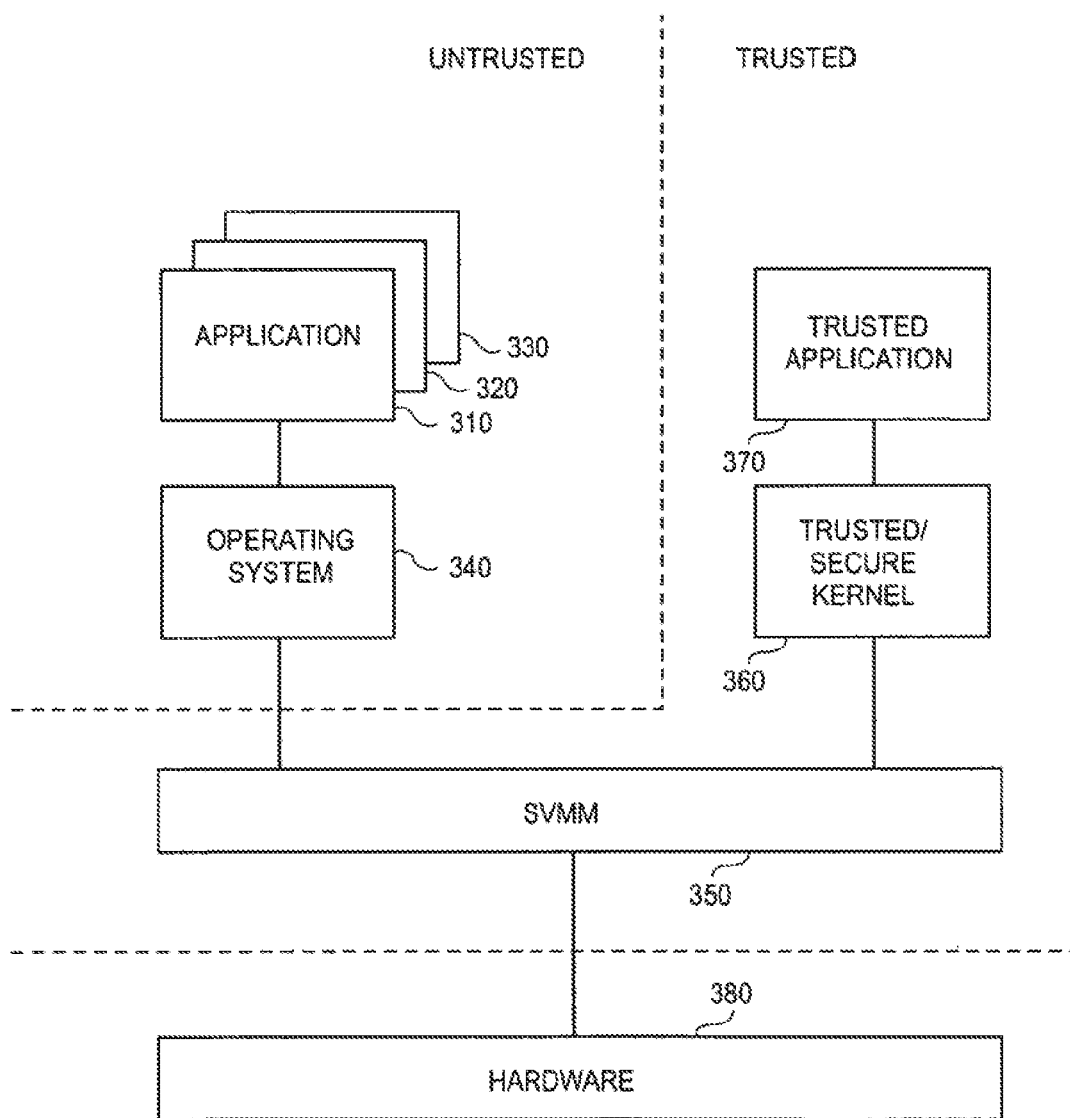 UNTRUSTED
TRUSTED
APPLICATION
330
320
310
OPERATING
SYSTEM
340
TRUSTED
APPLICATION
370
TRUSTED/
SECURE
KERNEL
360
SVMM
350
380
HARDWARE